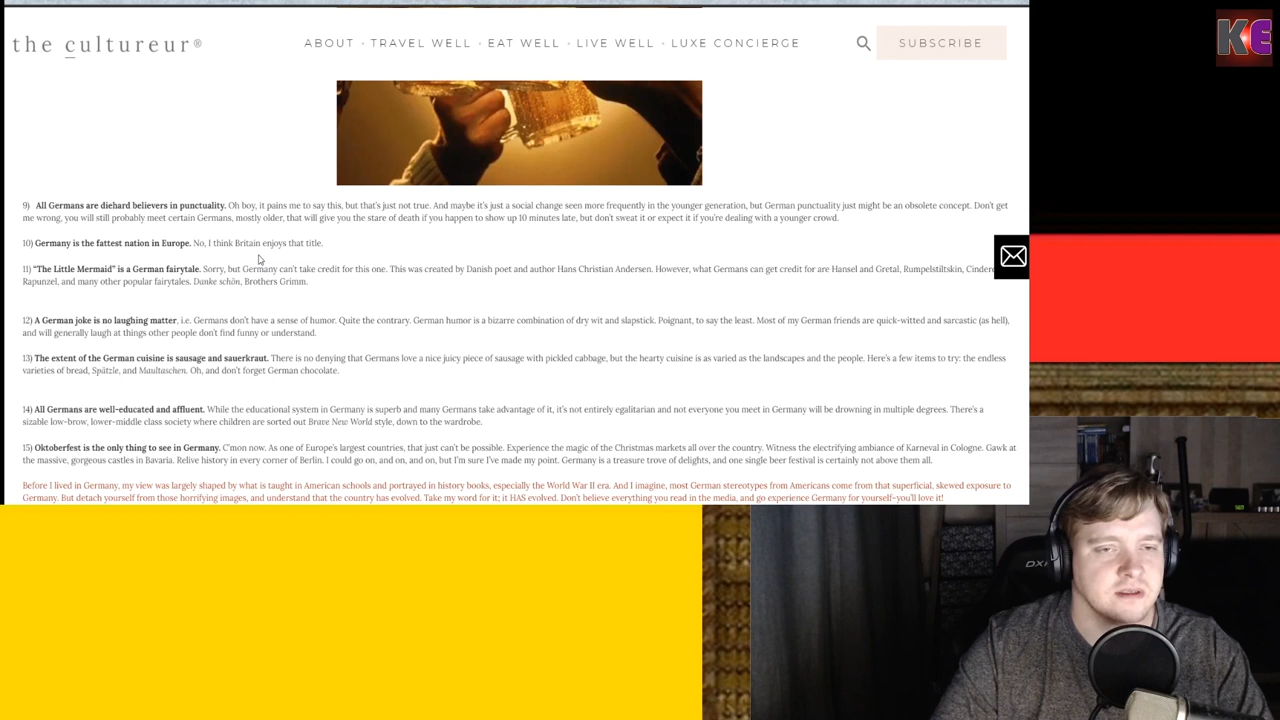 the cultureur®
ABOUT • TRAVEL WELL • EAT WELL • LIVE WELL • LUXE CONCIERGE
SUBSCRIBE
KE
9) All Germans are diehard believers in punctuality. Oh boy, it pains me to say this, but that's just not true. And maybe it's just a social change seen more frequently in the younger generation, but German punctuality just might be an obsolete concept. Don't get
me wrong, you will still probably meet certain Germans, mostly older, that will give you the stare of death if you happen to show up 10 minutes late, but don't sweat it or expect it if you're dealing with a younger crowd.
10) Germany is the fattest nation in Europe. No, I think Britain enjoys that title.
11) “The Little Mermaid” is a German fairytale. Sorry, but Germany can't take credit for this one. This was created by Danish poet and author Hans Christian Andersen. However, what Germans can get credit for are Hansel and Gretal, Rumpelstiltskin, Cindere
Rapunzel, and many other popular fairytales. Danke schön, Brothers Grimm.
12) A German joke is no laughing matter, i.e. Germans don't have a sense of humor. Quite the contrary. German humor is a bizarre combination of dry wit and slapstick. Poignant, to say the least. Most of my German friends are quick-witted and sarcastic (as hell),
and will generally laugh at things other people don't find funny or understand.
13) The extent of the German cuisine is sausage and sauerkraut. There is no denying that Germans love a nice juicy piece of sausage with pickled cabbage, but the hearty cuisine is as varied as the landscapes and the people. Here's a few items to try: the endless
varieties of bread, Spätzle, and Maultaschen. Oh, and don't forget German chocolate.
14) All Germans are well-educated and affluent. While the educational system in Germany is superb and many Germans take advantage of it, it's not entirely egalitarian and not everyone you meet in Germany will be drowning in multiple degrees. There's a
sizable low-brow, lower-middle class society where children are sorted out Brave New World style, down to the wardrobe.
15) Oktoberfest is the only thing to see in Germany. C'mon now. As one of Europe's largest countries, that just can't be possible. Experience the magic of the Christmas markets all over the country. Witness the electrifying ambiance of Karneval in Cologne. Gawk at
the massive, gorgeous castles in Bavaria. Relive history in every corner of Berlin. I could go on, and on, and on, but I'm sure I've made my point. Germany is a treasure trove of delights, and one single beer festival is certainly not above them all.
Before I lived in Germany, my view was largely shaped by what is taught in American schools and portrayed in history books, especially the World War II era. And I imagine, most German stereotypes from Americans come from that superficial, skewed exposure to
Germany. But detach yourself from those horrifying images, and understand that the country has evolved. Take my word for it; it HAS evolved. Don't believe everything you read in the media, and go experience Germany for yourself–you'll love it!
DX